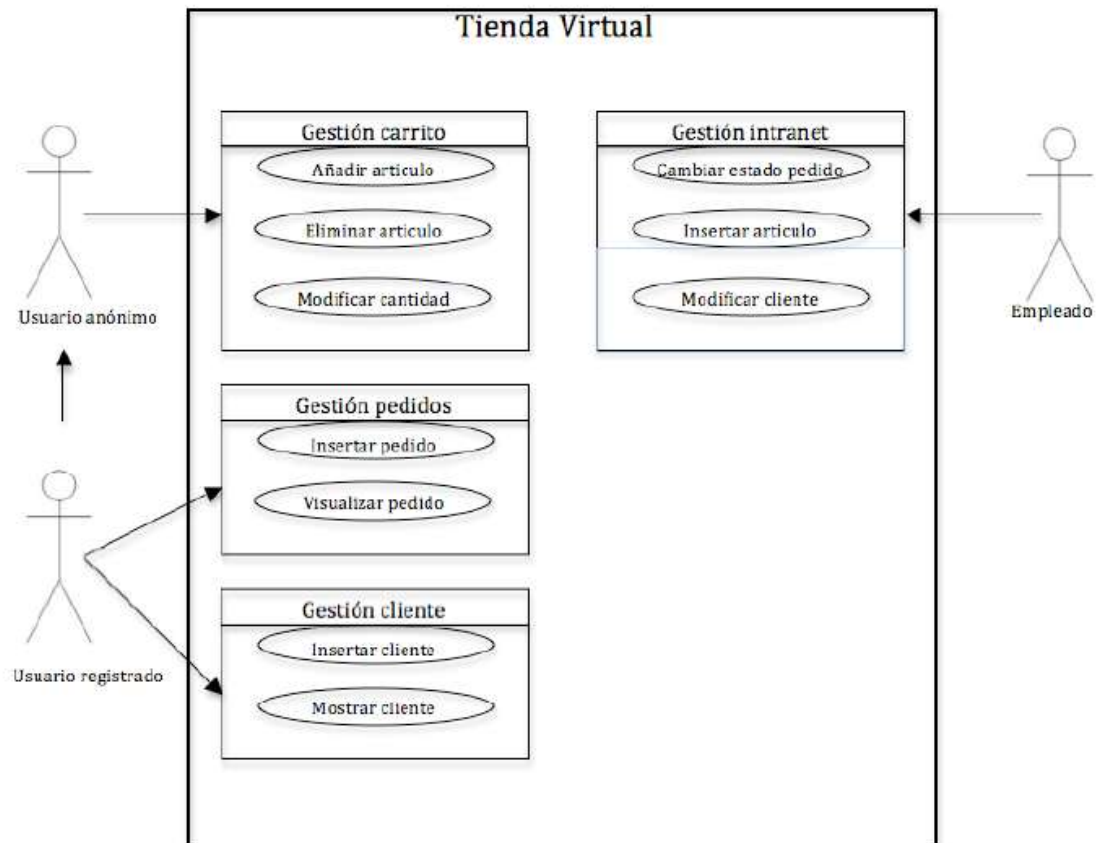 Tienda Virtual
Gestión carrito
Añadir articulo
Eliminar articulo
Modificar cantidad
Gestión intranet
Cambiar estado pedido
Insertar articulo
Modificar cliente
Usuario anónimo
Empleado
Gestión pedidos
Insertar pedido
Visualizar pedido
Usuario registrado
Gestión cliente
Insertar cliente
Mostrar cliente